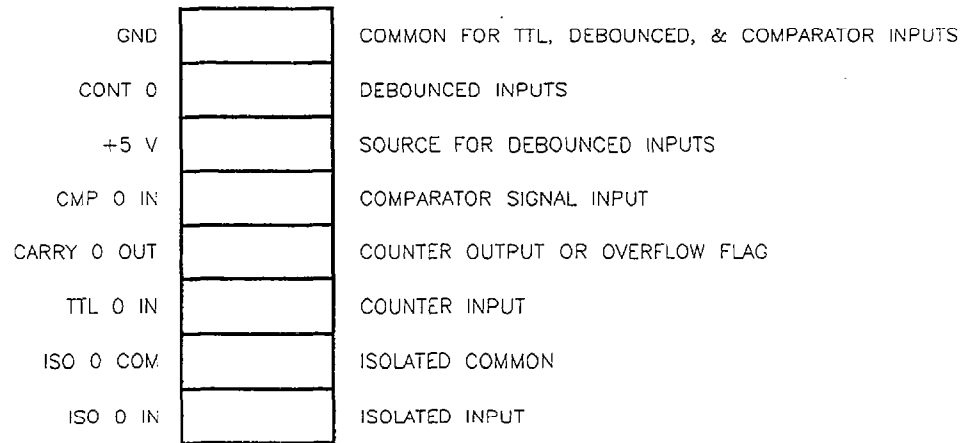 GND COMMON FOR TTL, DEBOUNCED, & COMPARATOR INPUTS
CONT 0 DEBOUNCED INPUTS
+5 V SOURCE FOR DEBOUNCED INPUTS
CMP 0 IN COMPARATOR SIGNAL INPUT
CARRY 0 OUT COUNTER OUTPUT OR OVERFLOW FLAG
TTL 0 IN COUNTER INPUT
ISO 0 COM ISOLATED COMMON
ISO 0 IN ISOLATED INPUT